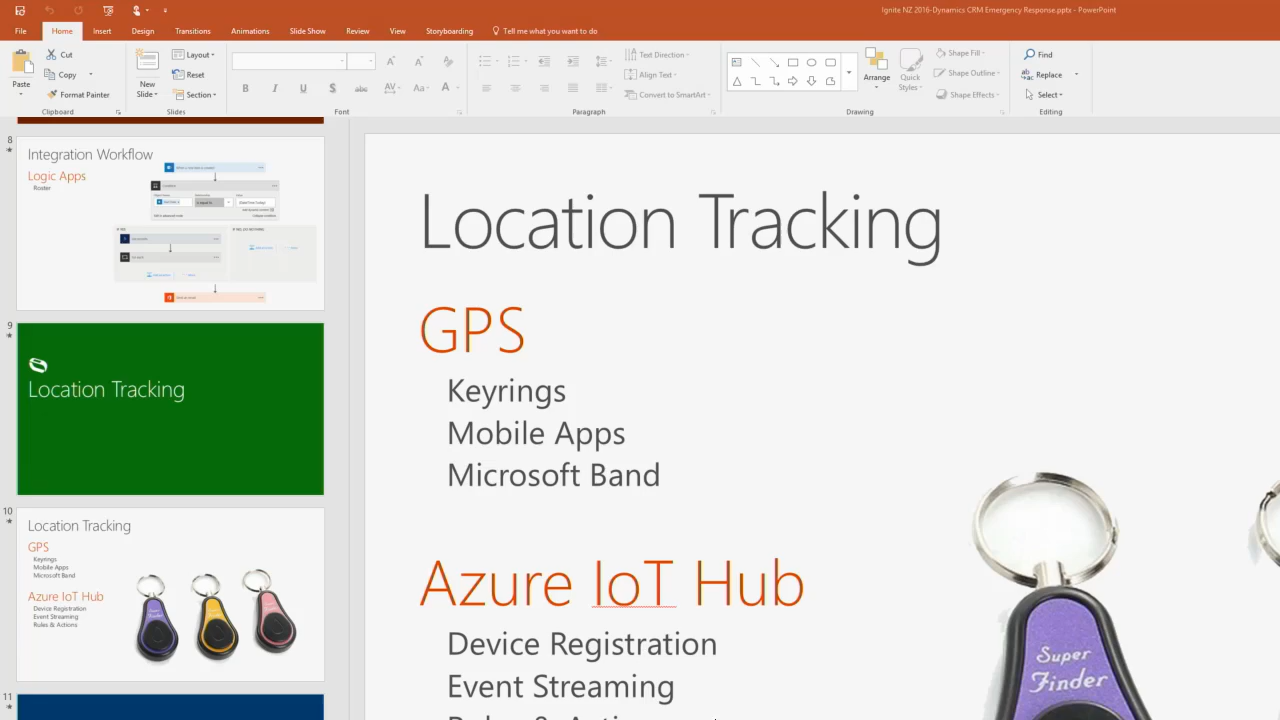 Ignite NZ 2016-Dynamics CRM Emergency Response.pptx - PowerPoint
File Home Insert Design Transitions Animations Slide Show Review View Storyboarding Tell me what you want to do
Paste
Cut
Copy
Format Painter
Clipboard
New Slide
Layout
Reset
Section
Slides
Font
Text Direction
Align Text
Convert to SmartArt
Paragraph
Arrange
Quick Styles
Shape Fill
Shape Outline
Shape Effects
Drawing
Find
Replace
Select
Editing
8
Integration Workflow
Logic Apps
Roster
9
Location Tracking
10
Location Tracking
GPS
Keyrings
Mobile Apps
Microsoft Band
Azure IoT Hub
Device Registration
Event Streaming
Rules & Actions
Super
Finder
11
Location Tracking
GPS
Keyrings
Mobile Apps
Microsoft Band
Azure IoT Hub
Device Registration
Event Streaming
Super
Finder